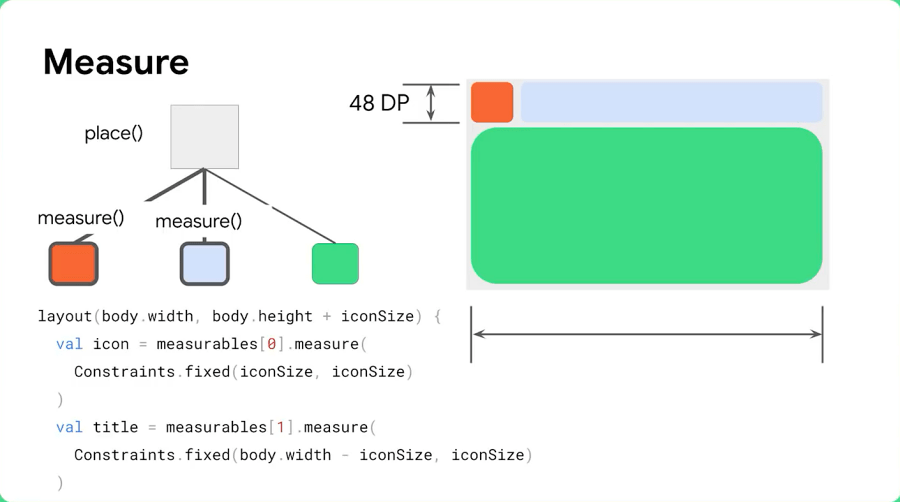 Measure
48 DP
place()
measure()
measure()
layout(body.width, body.height + iconSize) {
  val icon = measurables[0].measure(
    Constraints.fixed(iconSize, iconSize)
  )
  val title = measurables[1].measure(
    Constraints.fixed(body.width - iconSize, iconSize)
  )